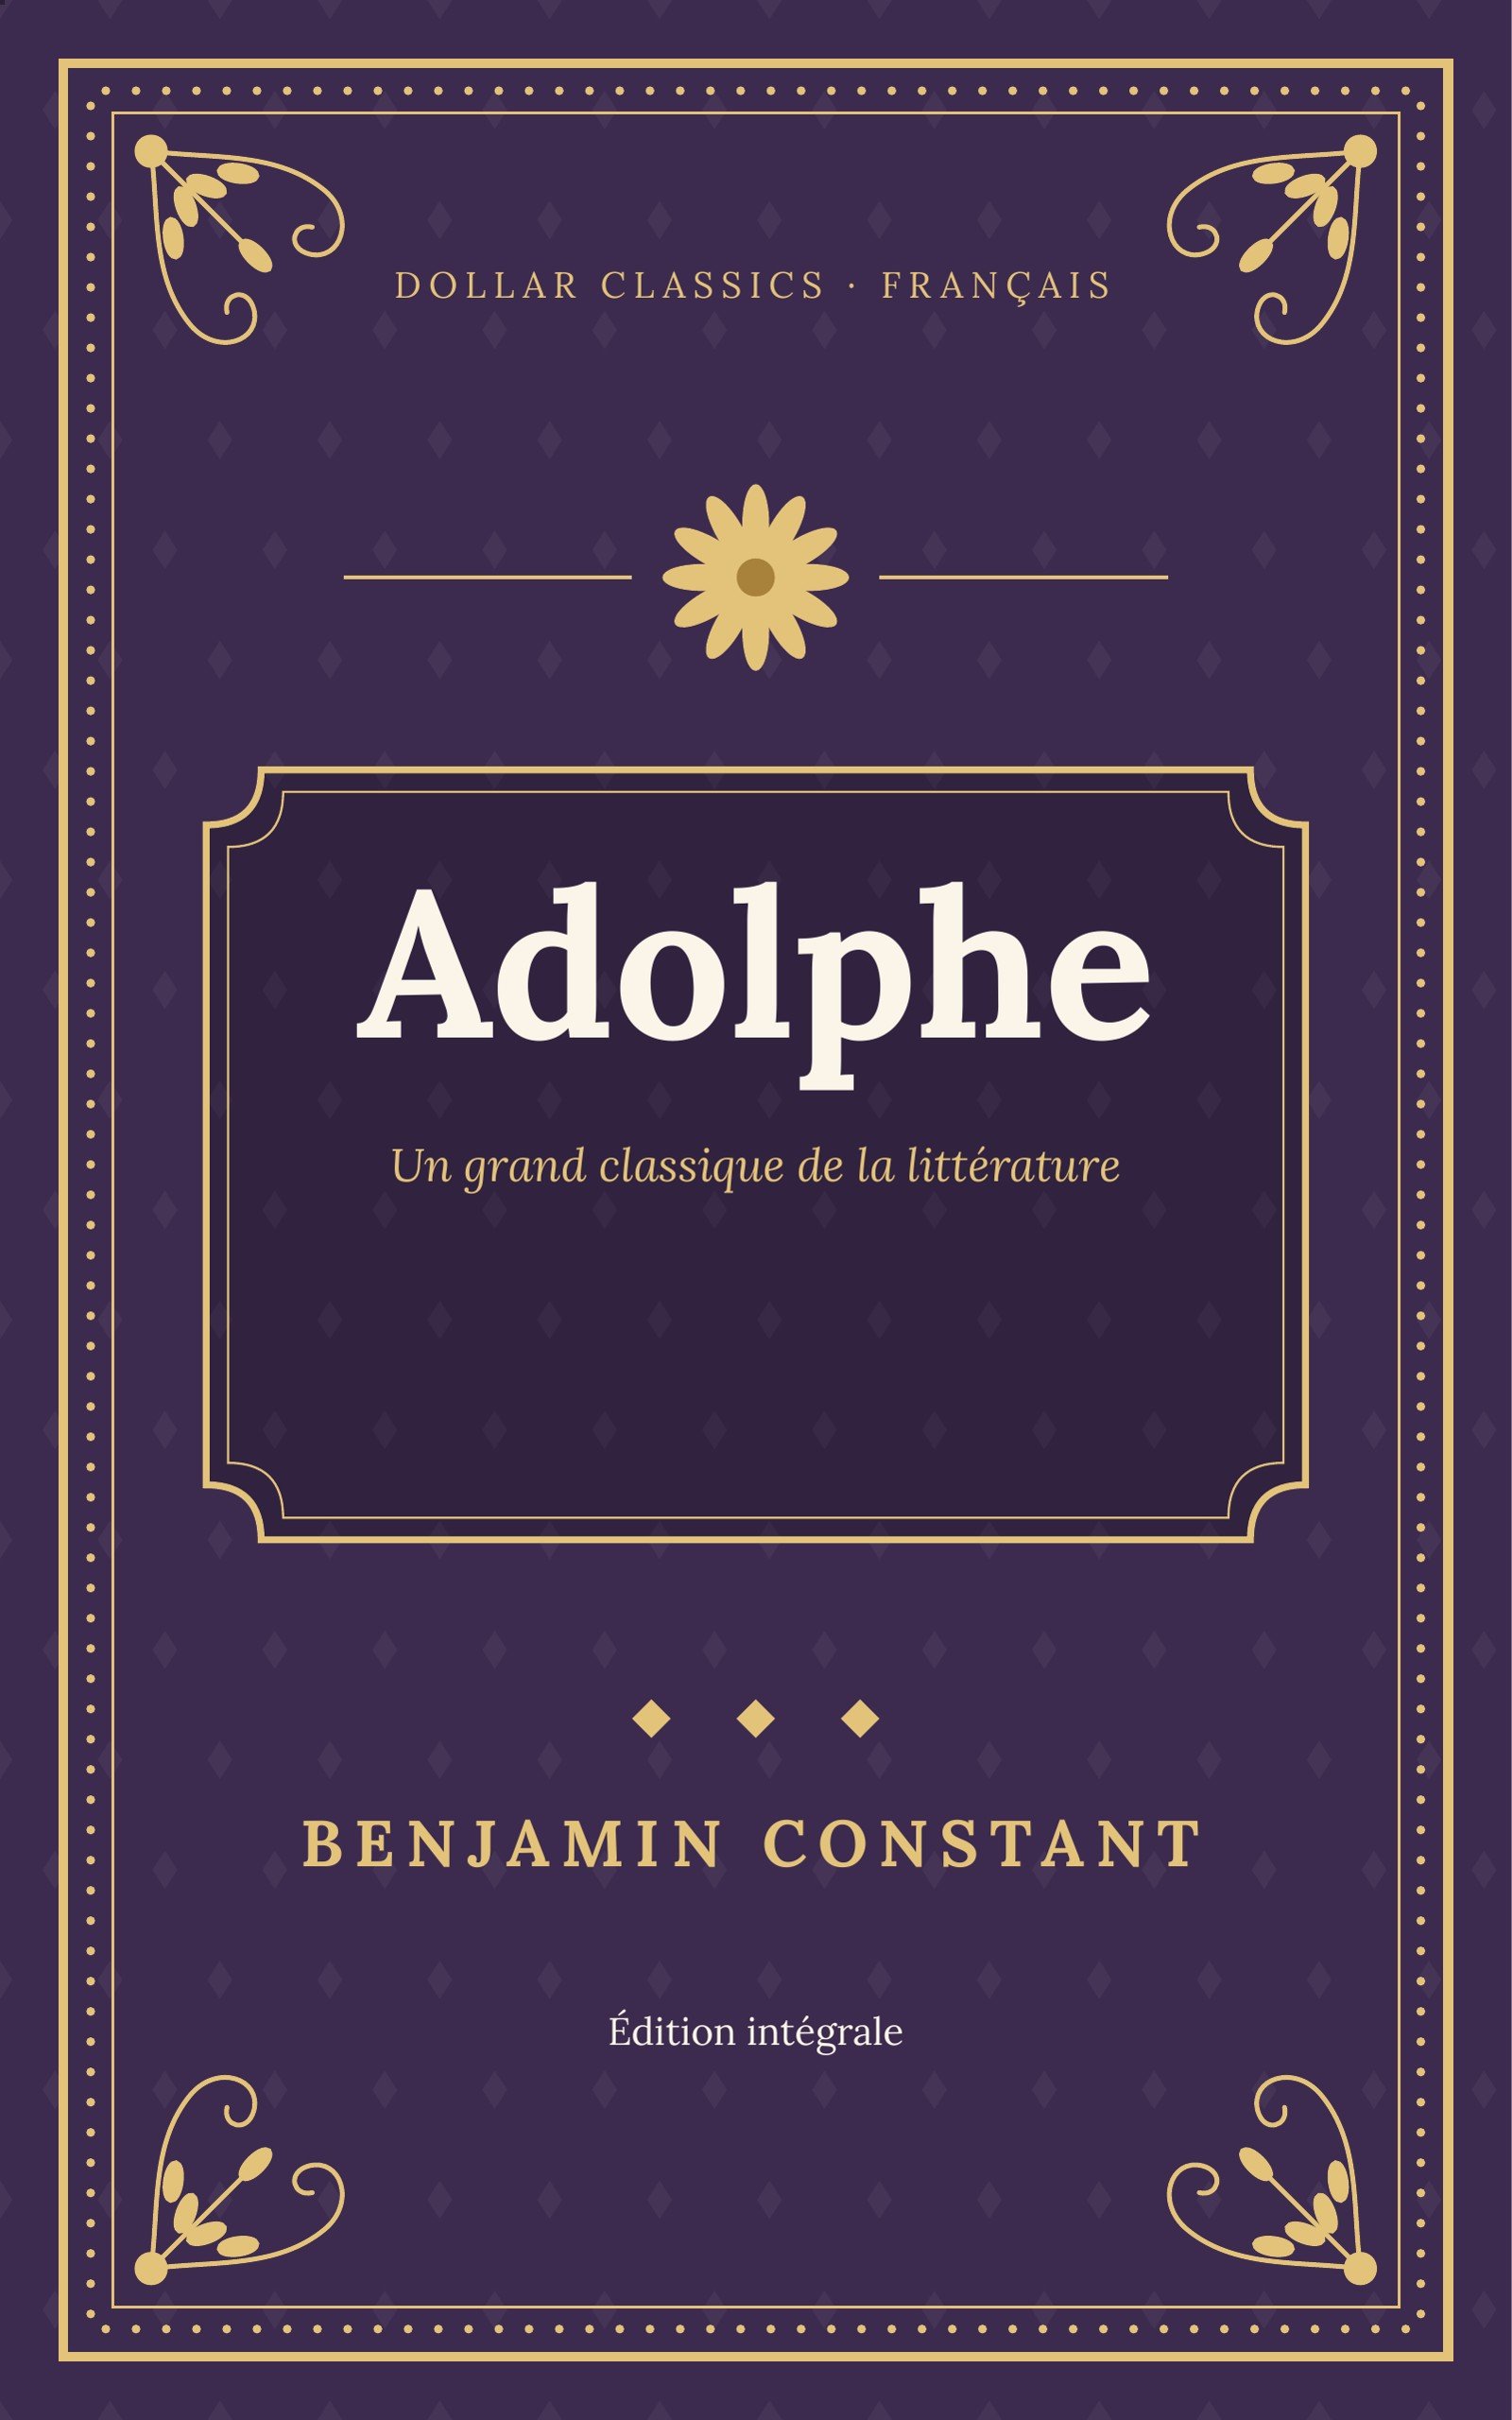 DOLLAR CLASSICS · FRANÇAIS
Adolphe
Un grand classique de la littérature
BENJAMIN CONSTANT
Édition intégrale